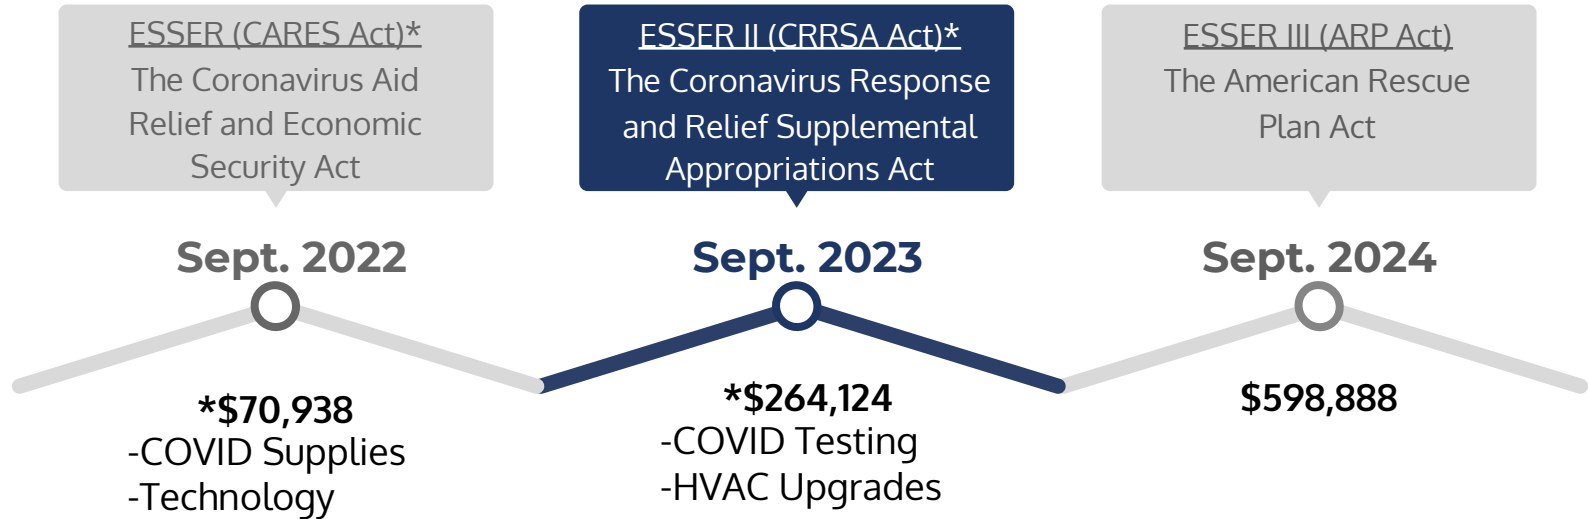 ESSER (CARES Act)*
The Coronavirus Aid
Relief and Economic
Security Act
Sept. 2022
*$70,938
-COVID Supplies
-Technology
ESSER II (CRRSA Act)*
The Coronavirus Response
and Relief Supplemental
Appropriations Act
Sept. 2023
*$264,124
-COVID Testing
-HVAC Upgrades
ESSER III (ARP Act)
The American Rescue
Plan Act
Sept. 2024
$598,888